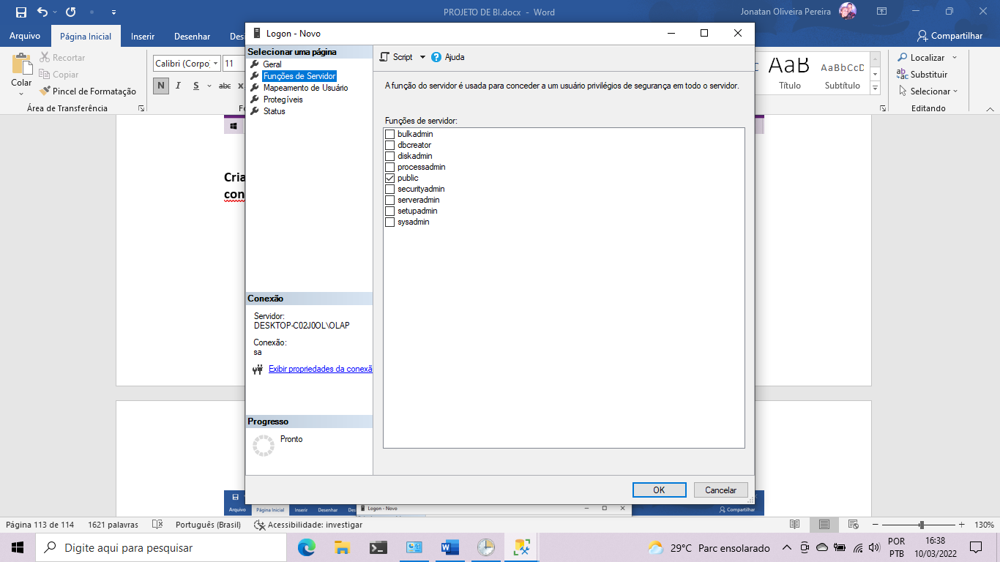 PROJETO DE BI.docx - Word
Jonatan Oliveira Pereira
Arquivo
Página Inicial
Inserir
Desenhar
Compartilhar
Colar
Recortar
Copiar
Pincel de Formatação
Área de Transferência
Calibri (Corpo)
11
N
I
S
abc
AaB
Título
AaBbCcD
Subtítulo
Localizar
Substituir
Selecionar
Editando
Logon - Novo
Selecionar uma página
Geral
Funções de Servidor
Mapeamento de Usuário
Protegíveis
Status
Script
Ajuda
A função do servidor é usada para conceder a um usuário privilégios de segurança em todo o servidor.
Funções de servidor:
bulkadmin
dbcreator
diskadmin
processadmin
public
securityadmin
serveradmin
setupadmin
sysadmin
Conexão
Servidor:
DESKTOP-C02J0OL\OLAP
Conexão:
sa
Exibir propriedades da conexã
Progresso
Pronto
OK
Cancelar
Cria
con
Arquivo
Página Inicial
Inserir
Desenhar
Logon - Novo
Compartilhar
Página 113 de 114
1621 palavras
Português (Brasil)
Acessibilidade: investigar
130%
Digite aqui para pesquisar
29°C Parc ensolarado
POR
PTB
16:38
10/03/2022